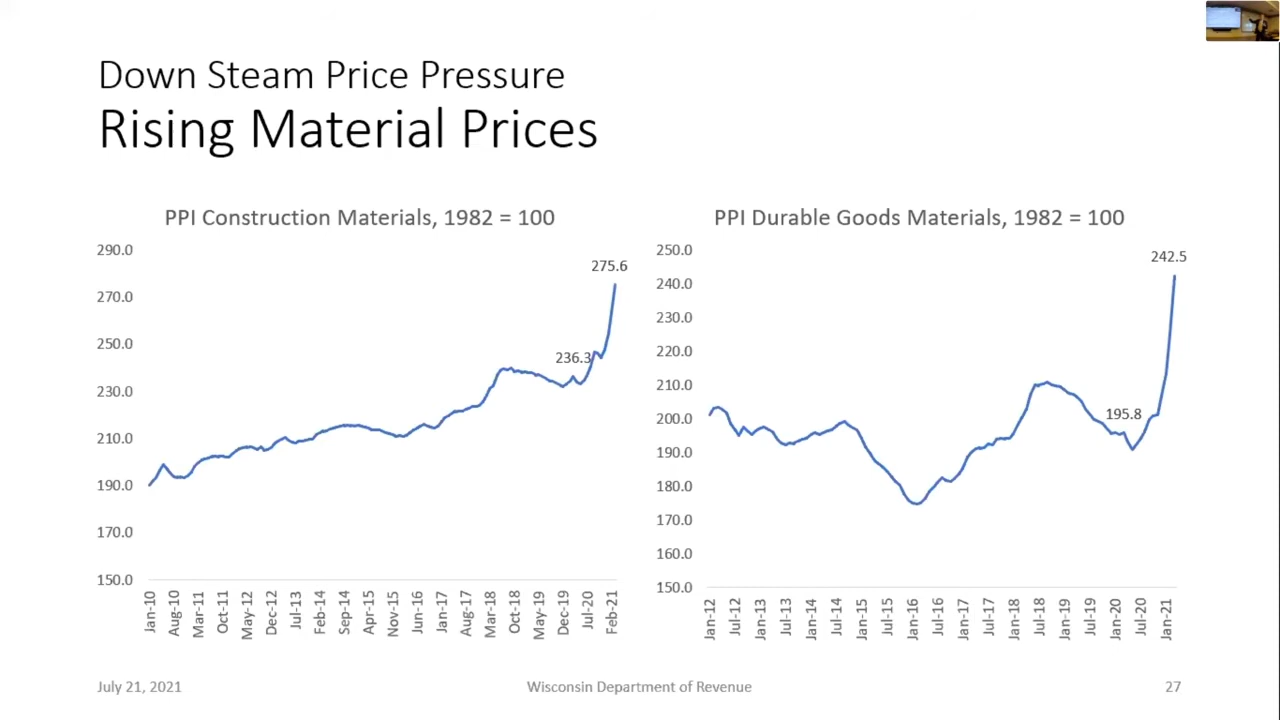 Down Steam Price Pressure
Rising Material Prices
PPI Construction Materials, 1982 = 100
290.0
270.0
250.0
230.0
210.0
190.0
170.0
150.0
275.6
236.3
Jan-10
Aug-10
Mar-11
Oct-11
May-12
Dec-12
Jul-13
Feb-14
Sep-14
Apr-15
Nov-15
Jun-16
Jan-17
Aug-17
Mar-18
Oct-18
May-19
Dec-19
Jul-20
Feb-21
PPI Durable Goods Materials, 1982 = 100
250.0
240.0
230.0
220.0
210.0
200.0
190.0
180.0
170.0
160.0
150.0
242.5
195.8
Jan-12
Jul-12
Jan-13
Jul-13
Jan-14
Jul-14
Jan-15
Jul-15
Jan-16
Jul-16
Jan-17
Jul-17
Jan-18
Jul-18
Jan-19
Jul-19
Jan-20
Jul-20
Jan-21
July 21, 2021
Wisconsin Department of Revenue
27